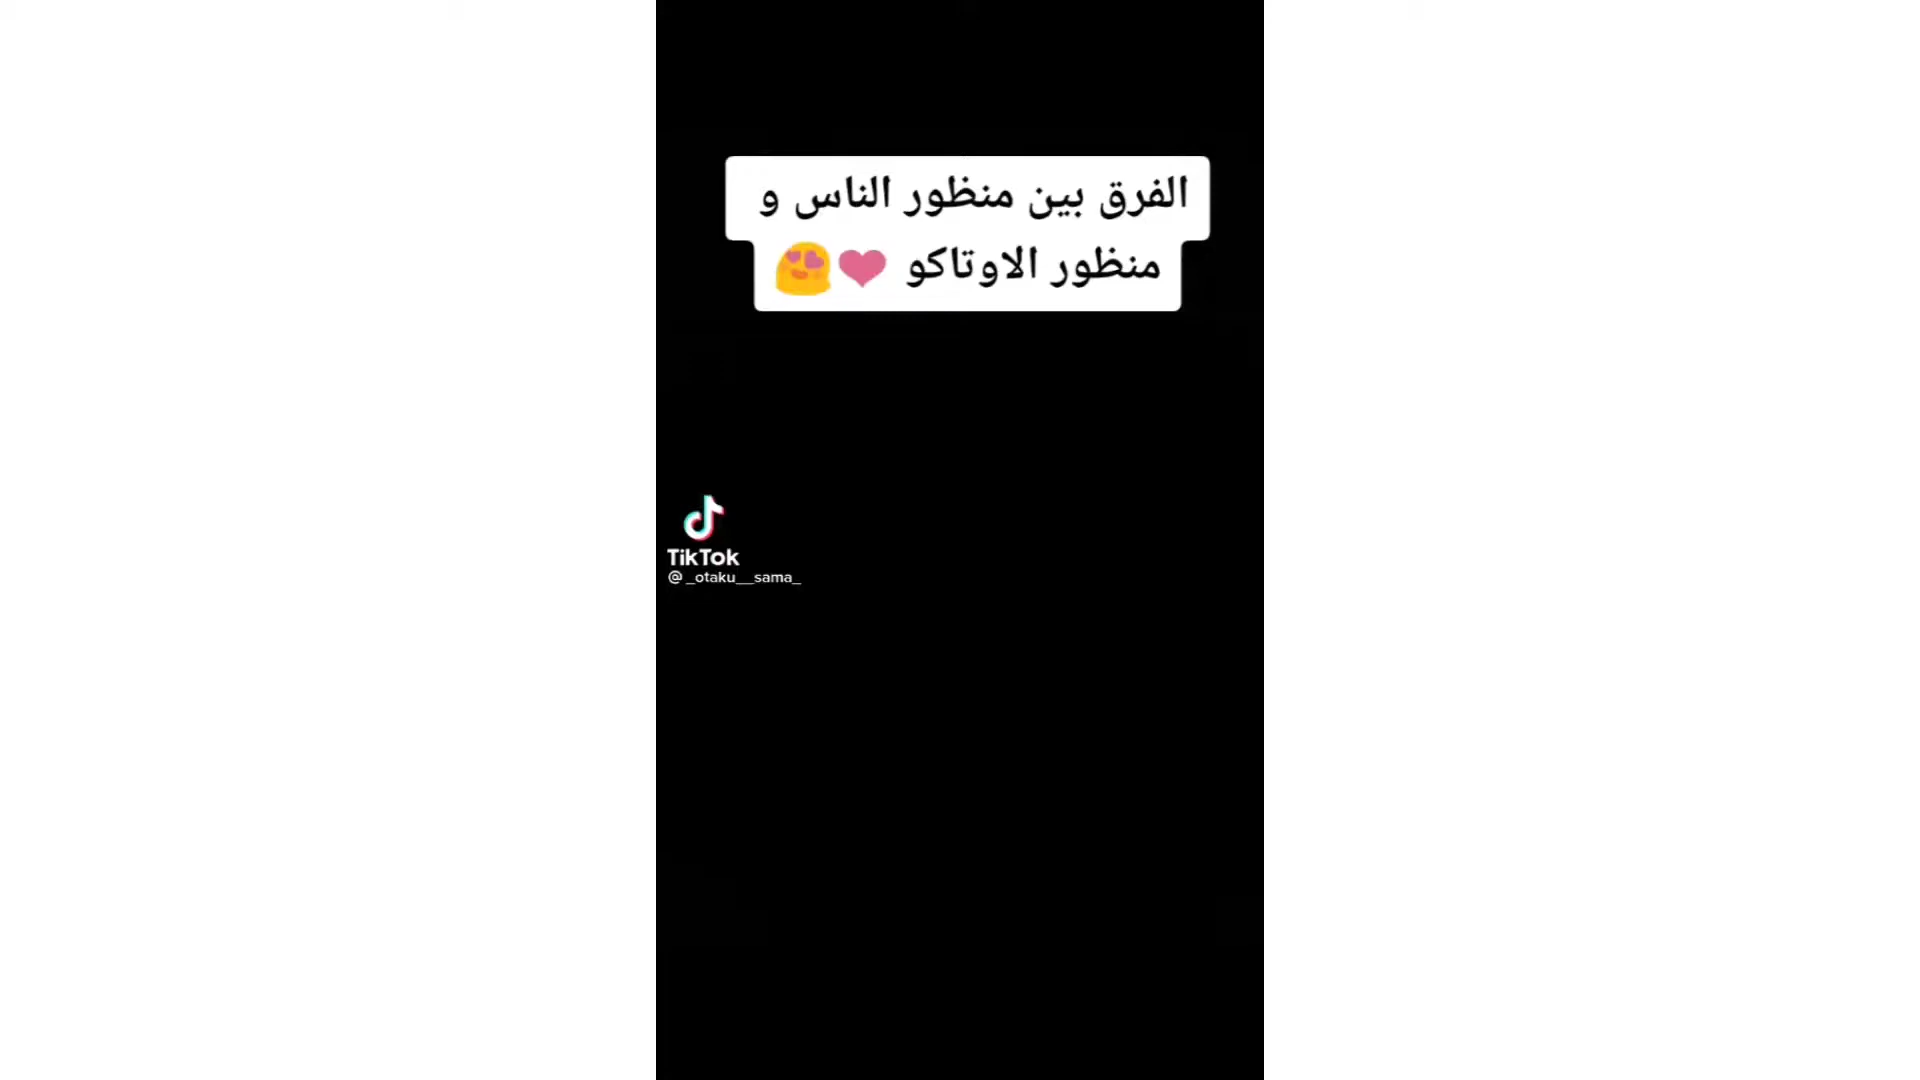 الفرق بين منظور الناس و
منظور الاوتاكو ❤😍
TikTok
@_otaku__sama_